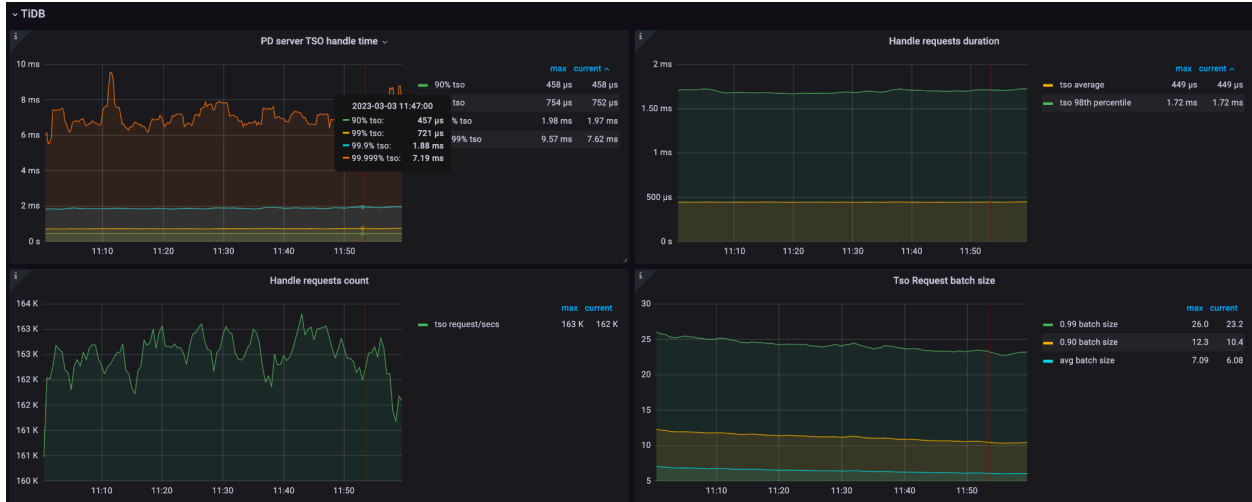 TiDB
PD server TSO handle time
10 ms
8 ms
6 ms
4 ms
2 ms
0 s
11:10 11:20 11:30 11:40 11:50
max current
90% tso 458 µs 458 µs
tso 754 µs 752 µs
% tso 1.98 ms 1.97 ms
99% tso 9.57 ms 7.62 ms
2023-03-03 11:47:00
90% tso: 457 µs
99% tso: 721 µs
99.9% tso: 1.88 ms
99.999% tso: 7.19 ms
Handle requests duration
2 ms
1.50 ms
1 ms
500 µs
0 s
11:10 11:20 11:30 11:40 11:50
max current
tso average 449 µs 449 µs
tso 98th percentile 1.72 ms 1.72 ms
Handle requests count
164 K
163 K
163 K
162 K
162 K
161 K
161 K
160 K
11:10 11:20 11:30 11:40 11:50
max current
tso request/secs 163 K 162 K
Tso Request batch size
30
25
20
15
10
5
11:10 11:20 11:30 11:40 11:50
max current
0.99 batch size 26.0 23.2
0.90 batch size 12.3 10.4
avg batch size 7.09 6.08